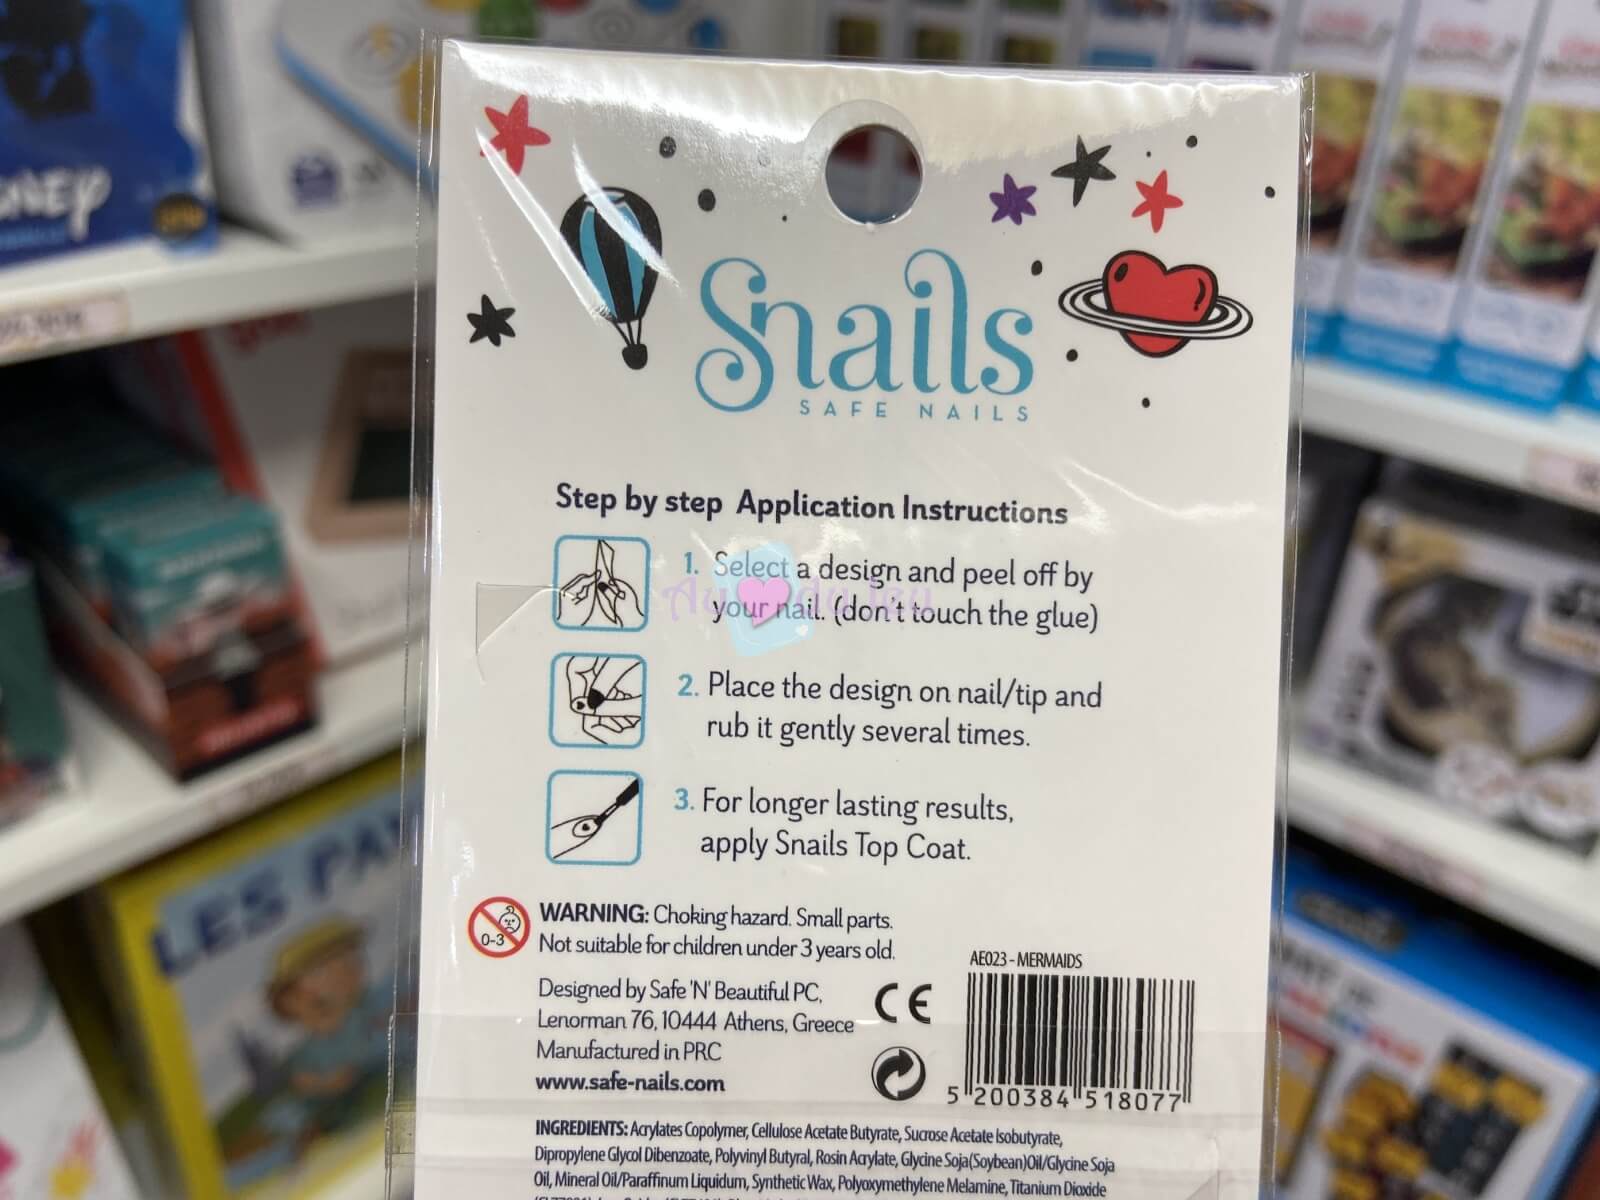 NEY
Snails
SAFE NAILS
Step by step Application Instructions
1. Select a design and peel off by
your nail. (don't touch the glue)
Au du jeu
2. Place the design on nail/tip and
rub it gently several times.
3. For longer lasting results,
apply Snails Top Coat.
0-3
WARNING: Choking hazard. Small parts.
Not suitable for children under 3 years old.
AE023 - MERMAIDS
Designed by Safe 'N' Beautiful PC,
Lenorman 76, 10444 Athens, Greece
CE
Manufactured in PRC
www.safe-nails.com
5 200384 518077
INGREDIENTS: Acrylates Copolymer, Cellulose Acetate Butyrate, Sucrose Acetate Isobutyrate,
Dipropylene Glycol Dibenzoate, Polyvinyl Butyral, Rosin Acrylate, Glycine Soja(Soybean)Oil/Glycine Soja
Oil, Mineral Oil/Paraffinum Liquidum, Synthetic Wax, Polyoxymethylene Melamine, Titanium Dioxide
LES PA